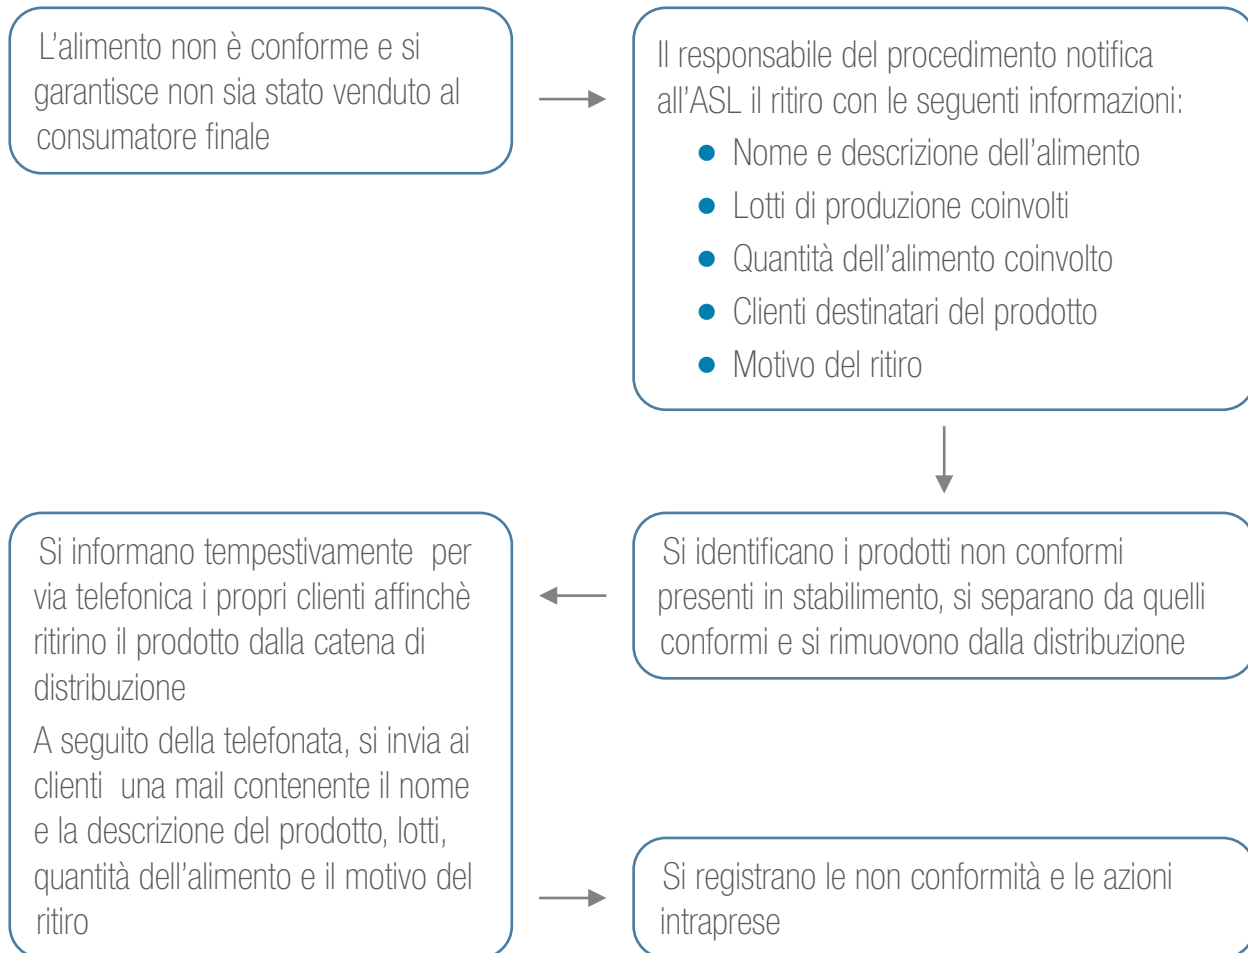 L'alimento non è conforme e si
garantisce non sia stato venduto al
consumatore finale
Il responsabile del procedimento notifica
all'ASL il ritiro con le seguenti informazioni:
● Nome e descrizione dell'alimento
● Lotti di produzione coinvolti
● Quantità dell'alimento coinvolto
● Clienti destinatari del prodotto
● Motivo del ritiro
Si identificano i prodotti non conformi
presenti in stabilimento, si separano da quelli
conformi e si rimuovono dalla distribuzione
Si informano tempestivamente per
via telefonica i propri clienti affinchè
ritirino il prodotto dalla catena di
distribuzione
A seguito della telefonata, si invia ai
clienti una mail contenente il nome
e la descrizione del prodotto, lotti,
quantità dell'alimento e il motivo del
ritiro
Si registrano le non conformità e le azioni
intraprese